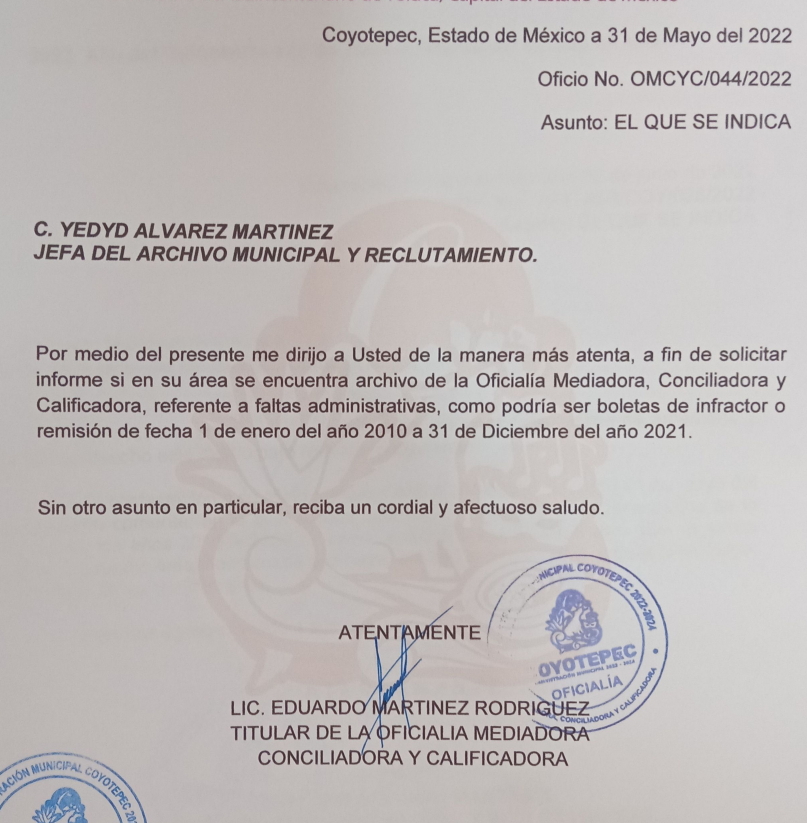 Coyotepec, Estado de México a 31 de Mayo del 2022
Oficio No. OMCYC/044/2022
Asunto: EL QUE SE INDICA
C. YEDYD ALVAREZ MARTINEZ
JEFA DEL ARCHIVO MUNICIPAL Y RECLUTAMIENTO.
Por medio del presente me dirijo a Usted de la manera más atenta, a fin de solicitar
informe si en su área se encuentra archivo de la Oficialía Mediadora, Conciliadora y
Calificadora, referente a faltas administrativas, como podría ser boletas de infractor o
remisión de fecha 1 de enero del año 2010 a 31 de Diciembre del año 2021.
Sin otro asunto en particular, reciba un cordial y afectuoso saludo.
ATENTAMENTE
LIC. EDUARDO MARTINEZ RODRIGUEZ
TITULAR DE LA OFICIALIA MEDIADORA
CONCILIADORA Y CALIFICADORA
COYOTEPEC 2022-2024
OYOTEPEC
ADMINISTRACIÓN MUNICIPAL 2022 - 2024
OFICIALÍA
CONCILIADORA Y CALIFICADORA
MUNICIPAL COYOTEPEC